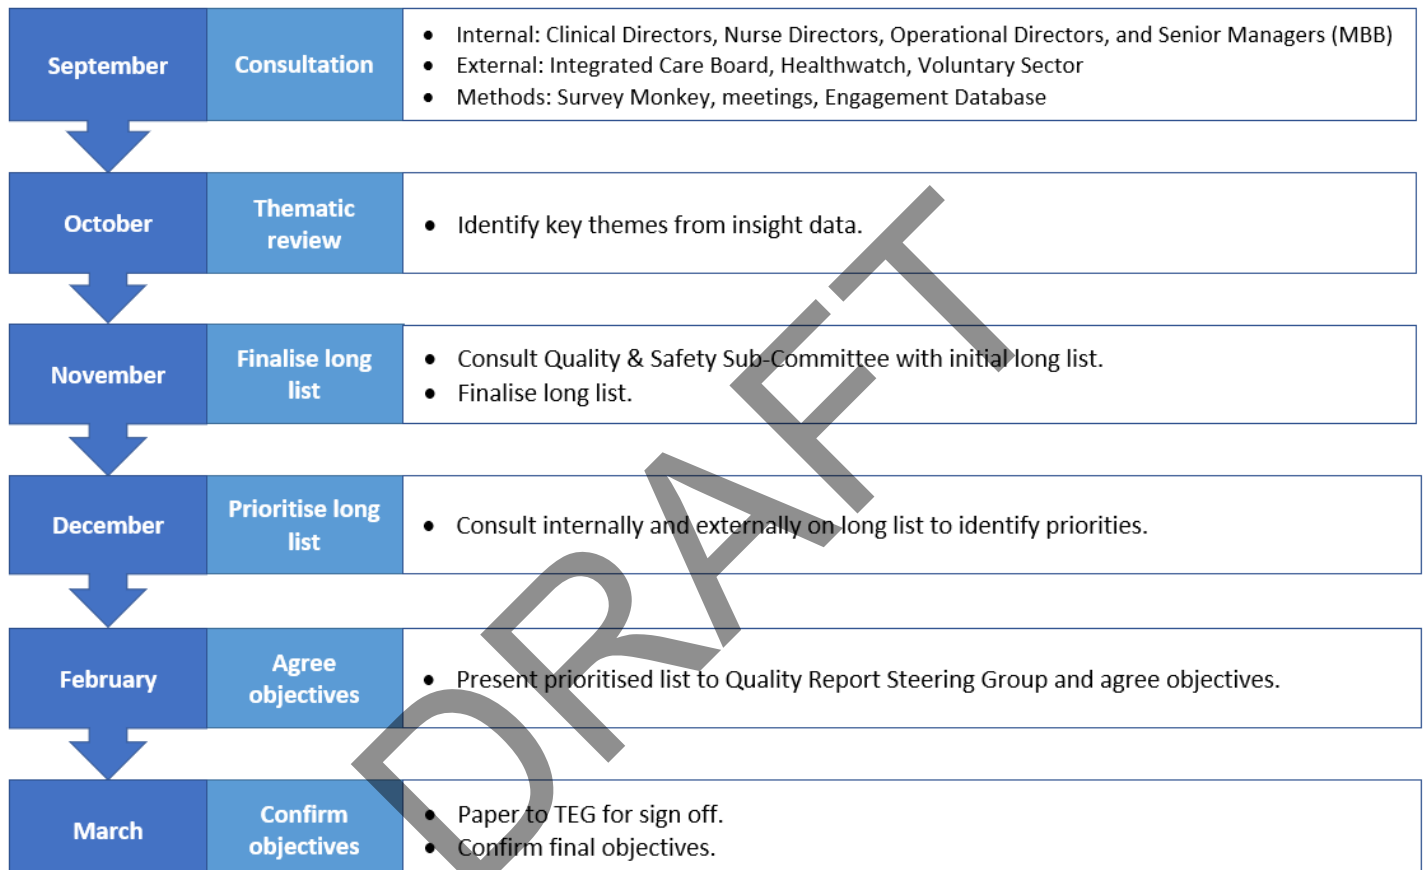 September
Consultation
• Internal: Clinical Directors, Nurse Directors, Operational Directors, and Senior Managers (MBB)
• External: Integrated Care Board, Healthwatch, Voluntary Sector
• Methods: Survey Monkey, meetings, Engagement Database
October
Thematic
review
• Identify key themes from insight data.
November
Finalise long
list
• Consult Quality & Safety Sub-Committee with initial long list.
• Finalise long list.
December
Prioritise long
list
• Consult internally and externally on long list to identify priorities.
February
Agree
objectives
• Present prioritised list to Quality Report Steering Group and agree objectives.
March
Confirm
objectives
• Paper to TEG for sign off.
• Confirm final objectives.
DRAFT